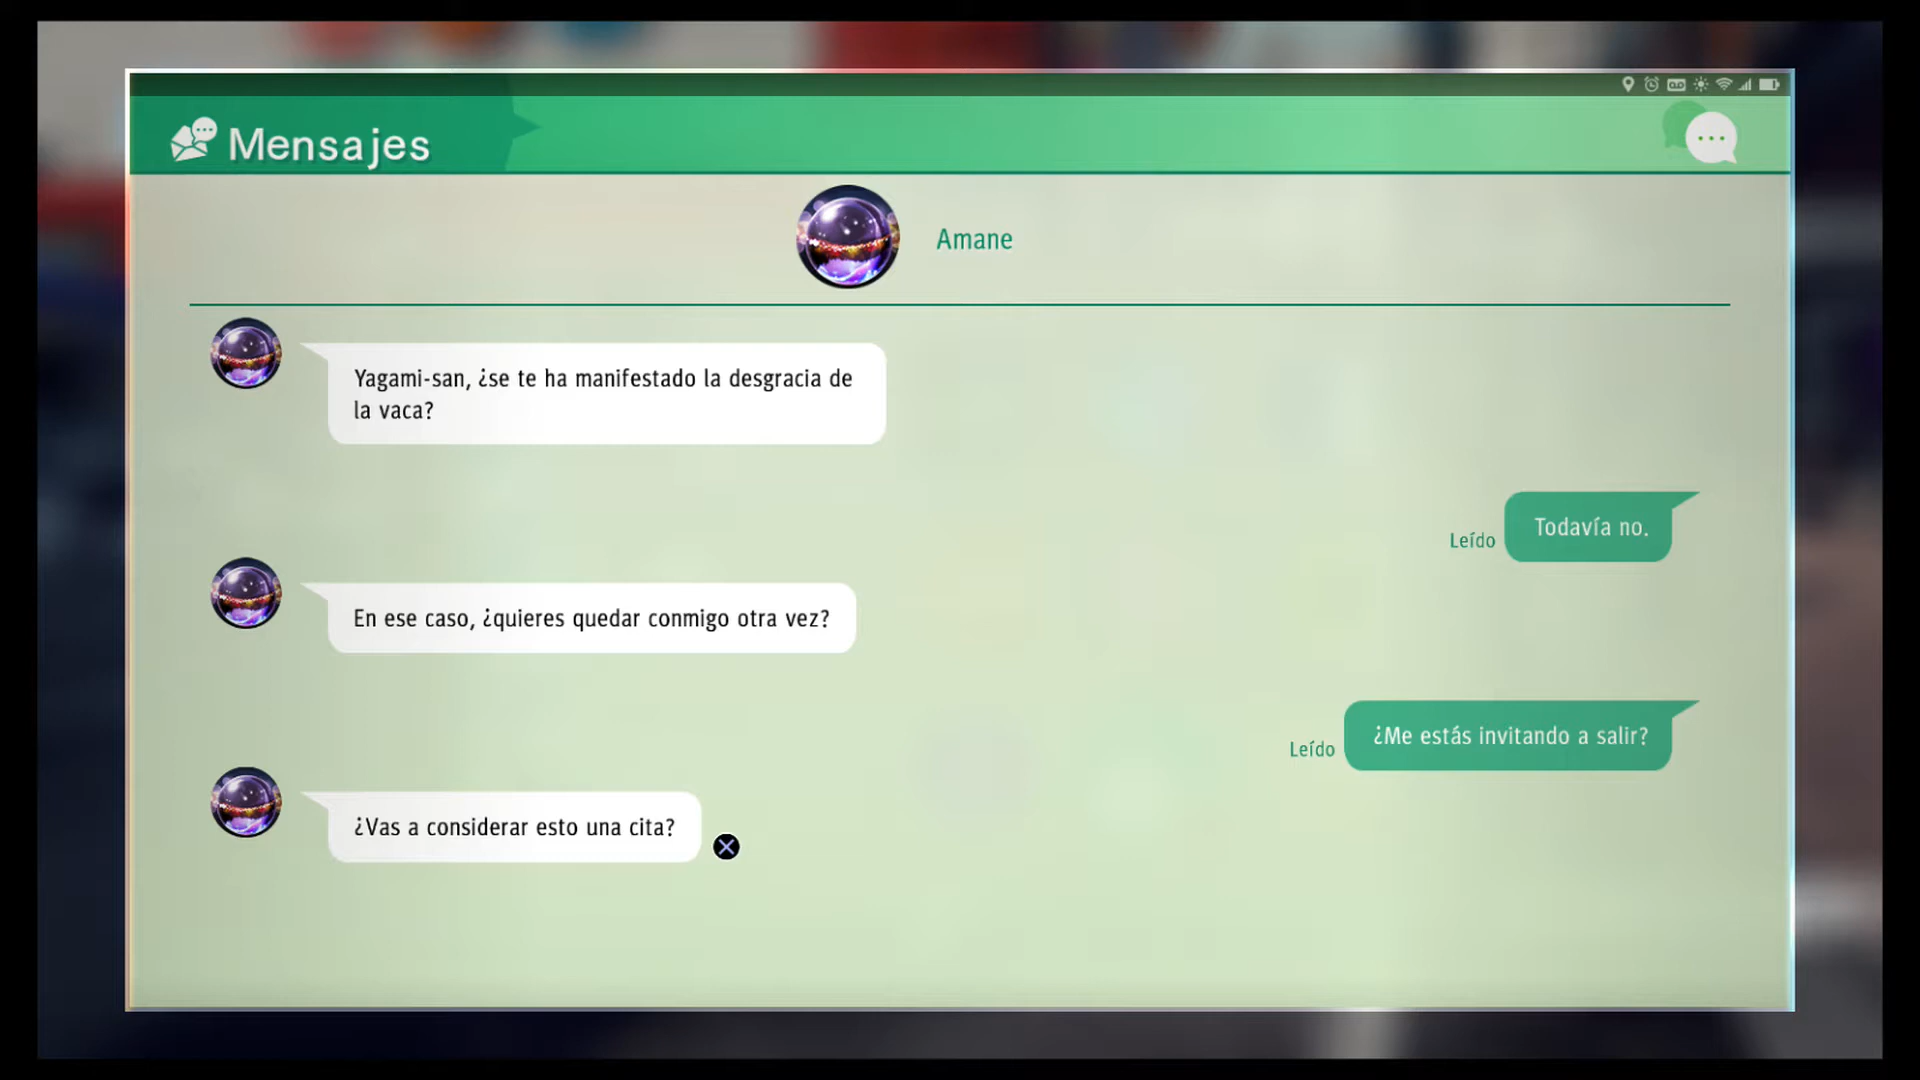 Mensajes
Amane
Yagami-san, ¿se te ha manifestado la desgracia de
la vaca?
Todavía no.
Leído
En ese caso, ¿quieres quedar conmigo otra vez?
¿Me estás invitando a salir?
Leído
¿Vas a considerar esto una cita?